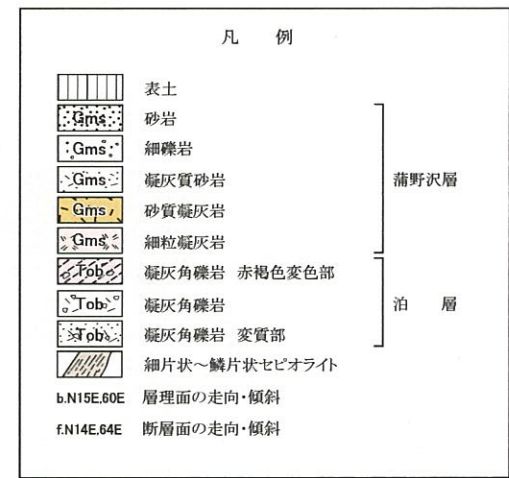 凡　例
表土
Gms 砂岩
Gms 細礫岩
Gms 凝灰質砂岩
Gms 砂質凝灰岩
Gms 細粒凝灰岩
蒲野沢層
Tob 凝灰角礫岩 赤褐色変色部
Tob 凝灰角礫岩
Tob 凝灰角礫岩 変質部
泊　層
細片状～鱗片状セピオライト
b.N15E,60E 層理面の走向・傾斜
f.N14E,64E 断層面の走向・傾斜